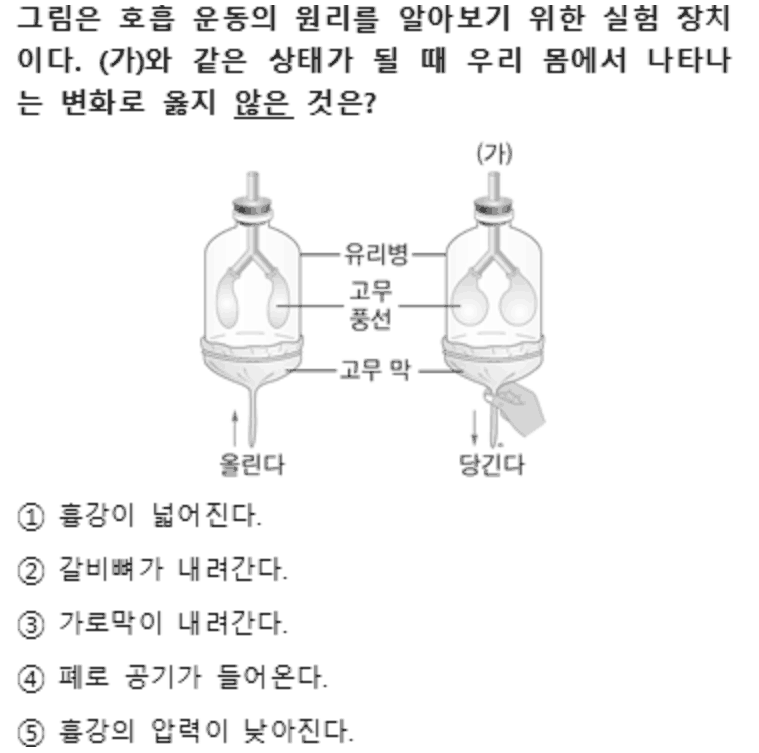 그림은 호흡 운동의 원리를 알아보기 위한 실험 장치
이다. (가)와 같은 상태가 될 때 우리 몸에서 나타나
는 변화로 옳지 않은 것은?
(가)
유리병
고무
풍선
고무 막
올린다
당긴다
① 흉강이 넓어진다.
② 갈비뼈가 내려간다.
③ 가로막이 내려간다.
④ 폐로 공기가 들어온다.
⑤ 흉강의 압력이 낮아진다.